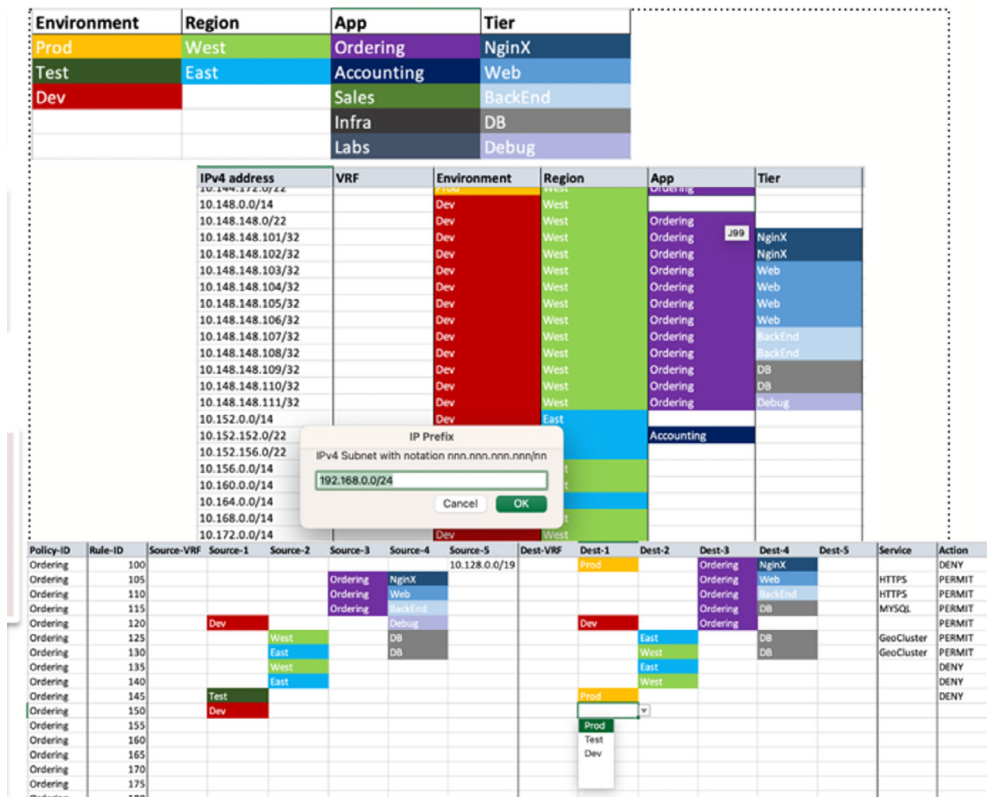 Environment Region App Tier
Prod West Ordering NginX
Test East Accounting Web
Dev Sales BackEnd
Infra DB
Labs Debug
IPv4 address VRF Environment Region App Tier
10.144.172.0/22 Prod West Ordering
10.148.0.0/14 Dev West
10.148.148.0/22 Dev West Ordering
J99
10.148.148.101/32 Dev West Ordering NginX
10.148.148.102/32 Dev West Ordering NginX
10.148.148.103/32 Dev West Ordering Web
10.148.148.104/32 Dev West Ordering Web
10.148.148.105/32 Dev West Ordering Web
10.148.148.106/32 Dev West Ordering Web
10.148.148.107/32 Dev West Ordering BackEnd
10.148.148.108/32 Dev West Ordering BackEnd
10.148.148.109/32 Dev West Ordering DB
10.148.148.110/32 Dev West Ordering DB
10.148.148.111/32 Dev West Ordering Debug
10.152.0.0/14 Dev East
10.152.152.0/22 Accounting
10.152.156.0/22
10.156.0.0/14
10.160.0.0/14
10.164.0.0/14
10.168.0.0/14
10.172.0.0/14 Dev West
IP Prefix
IPv4 Subnet with notation nnn.nnn.nnn.nnn/nn
192.168.0.0/24
Cancel OK
Policy-ID Rule-ID Source-VRF Source-1 Source-2 Source-3 Source-4 Source-5 Dest-VRF Dest-1 Dest-2 Dest-3 Dest-4 Dest-5 Service Action
Ordering 100 10.128.0.0/19 Prod Ordering NginX DENY
Ordering 105 Ordering NginX Ordering Web HTTPS PERMIT
Ordering 110 Ordering Web Ordering BackEnd HTTPS PERMIT
Ordering 115 Ordering BackEnd Ordering DB MYSQL PERMIT
Ordering 120 Dev Debug Dev Ordering PERMIT
Ordering 125 West DB East DB GeoCluster PERMIT
Ordering 130 East DB West DB GeoCluster PERMIT
Ordering 135 West East DENY
Ordering 140 East West DENY
Ordering 145 Test Prod DENY
Ordering 150 Dev
Ordering 155
Prod
Ordering 160
Test
Ordering 165
Dev
Ordering 170
Ordering 175